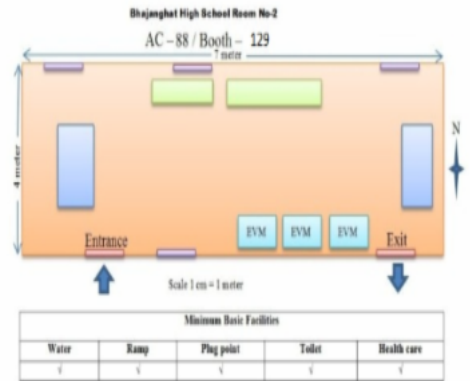 Bhajanghat High School Room No-2
AC – 88 / Booth – 129
7 meter
4 meter
N
EVM EVM EVM
Entrance Exit
Scale 1 cm = 1 meter
Minimum Basic Facilities
Water Ramp Plug point Toilet Health care
√ √ √ √ √